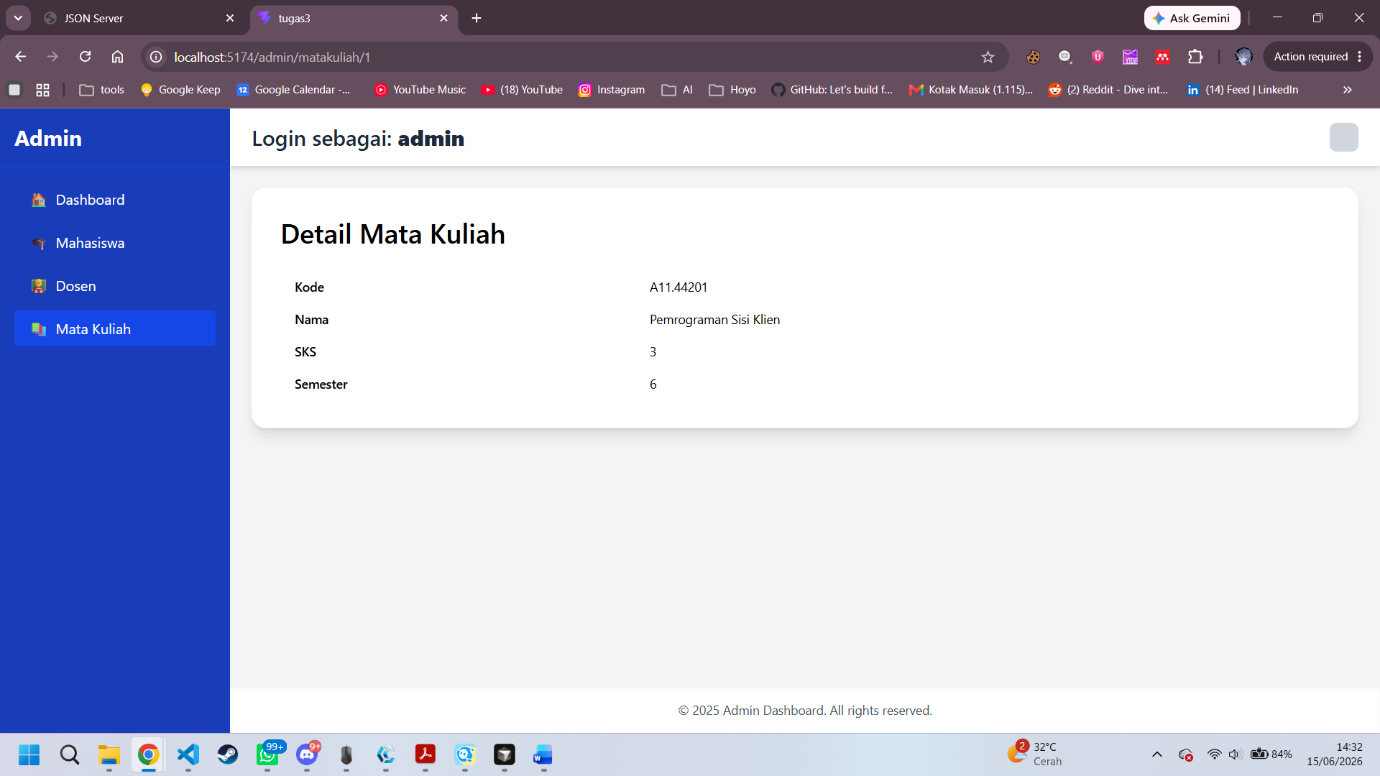 JSON Server
tugas3
Ask Gemini
localhost:5174/admin/matakuliah/1
Action required
tools
Google Keep
12
Google Calendar -...
YouTube Music
(18) YouTube
Instagram
AI
Hoyo
GitHub: Let's build f...
Kotak Masuk (1.115)...
(2) Reddit - Dive int...
(14) Feed | LinkedIn
Admin
Login sebagai: admin
Dashboard
Mahasiswa
Dosen
Mata Kuliah
Detail Mata Kuliah
Kode A11.44201
Nama Pemrograman Sisi Klien
SKS 3
Semester 6
© 2025 Admin Dashboard. All rights reserved.
99+
9+
2
32°C
Cerah
84%
14:32
15/06/2026